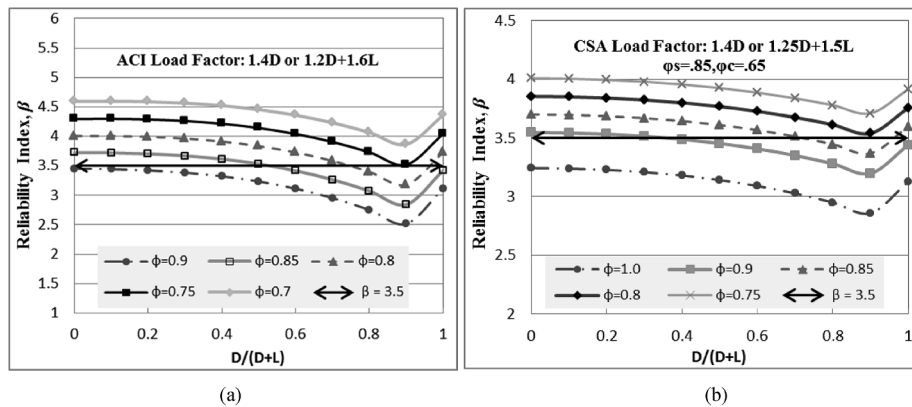 ACI Load Factor: 1.4D or 1.2D+1.6L
Reliability Index, β
6
5.5
5
4.5
4
3.5
3
2.5
2
1.5
1
ϕ=0.9
ϕ=0.85
ϕ=0.8
ϕ=0.75
ϕ=0.7
β = 3.5
0
0.2
0.4
0.6
0.8
1
D/(D+L)
(a)
CSA Load Factor: 1.4D or 1.25D+1.5L
φs=.85,φc=.65
Reliability Index, β
4.5
4
3.5
3
2.5
2
ϕ=1.0
ϕ=0.9
ϕ=0.85
ϕ=0.8
ϕ=0.75
β = 3.5
0
0.2
0.4
0.6
0.8
1
D/(D+L)
(b)